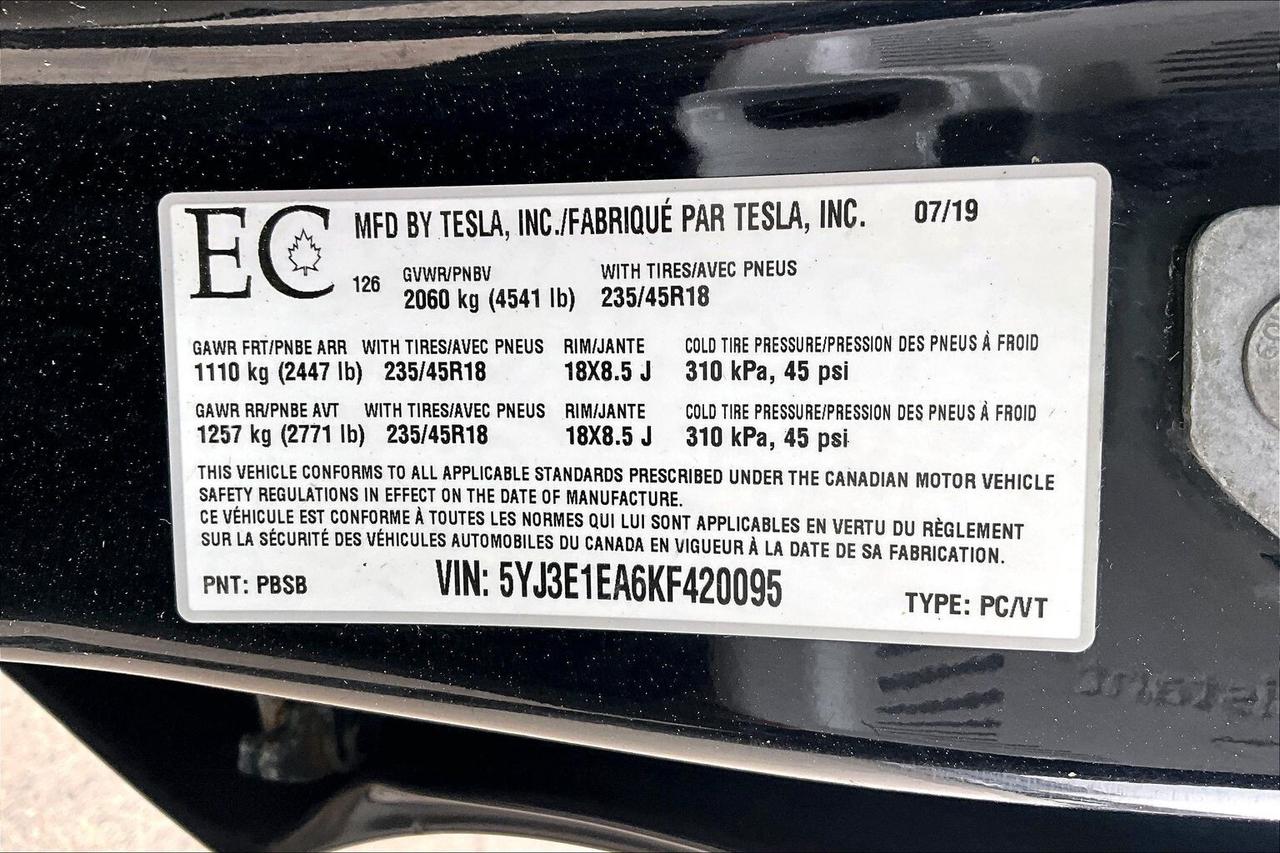 EC MFD BY TESLA, INC./FABRIQUÉ PAR TESLA, INC. 07/19
126 GVWR/PNBV WITH TIRES/AVEC PNEUS
2060 kg (4541 lb) 235/45R18
GAWR FRT/PNBE ARR WITH TIRES/AVEC PNEUS RIM/JANTE COLD TIRE PRESSURE/PRESSION DES PNEUS À FROID
1110 kg (2447 lb) 235/45R18 18X8.5 J 310 kPa, 45 psi
GAWR RR/PNBE AVT WITH TIRES/AVEC PNEUS RIM/JANTE COLD TIRE PRESSURE/PRESSION DES PNEUS À FROID
1257 kg (2771 lb) 235/45R18 18X8.5 J 310 kPa, 45 psi
THIS VEHICLE CONFORMS TO ALL APPLICABLE STANDARDS PRESCRIBED UNDER THE CANADIAN MOTOR VEHICLE
SAFETY REGULATIONS IN EFFECT ON THE DATE OF MANUFACTURE.
CE VÉHICULE EST CONFORME À TOUTES LES NORMES QUI LUI SONT APPLICABLES EN VERTU DU RÈGLEMENT
SUR LA SÉCURITÉ DES VÉHICULES AUTOMOBILES DU CANADA EN VIGUEUR À LA DATE DE SA FABRICATION.
PNT: PBSB VIN: 5YJ3E1EA6KF420095 TYPE: PC/VT